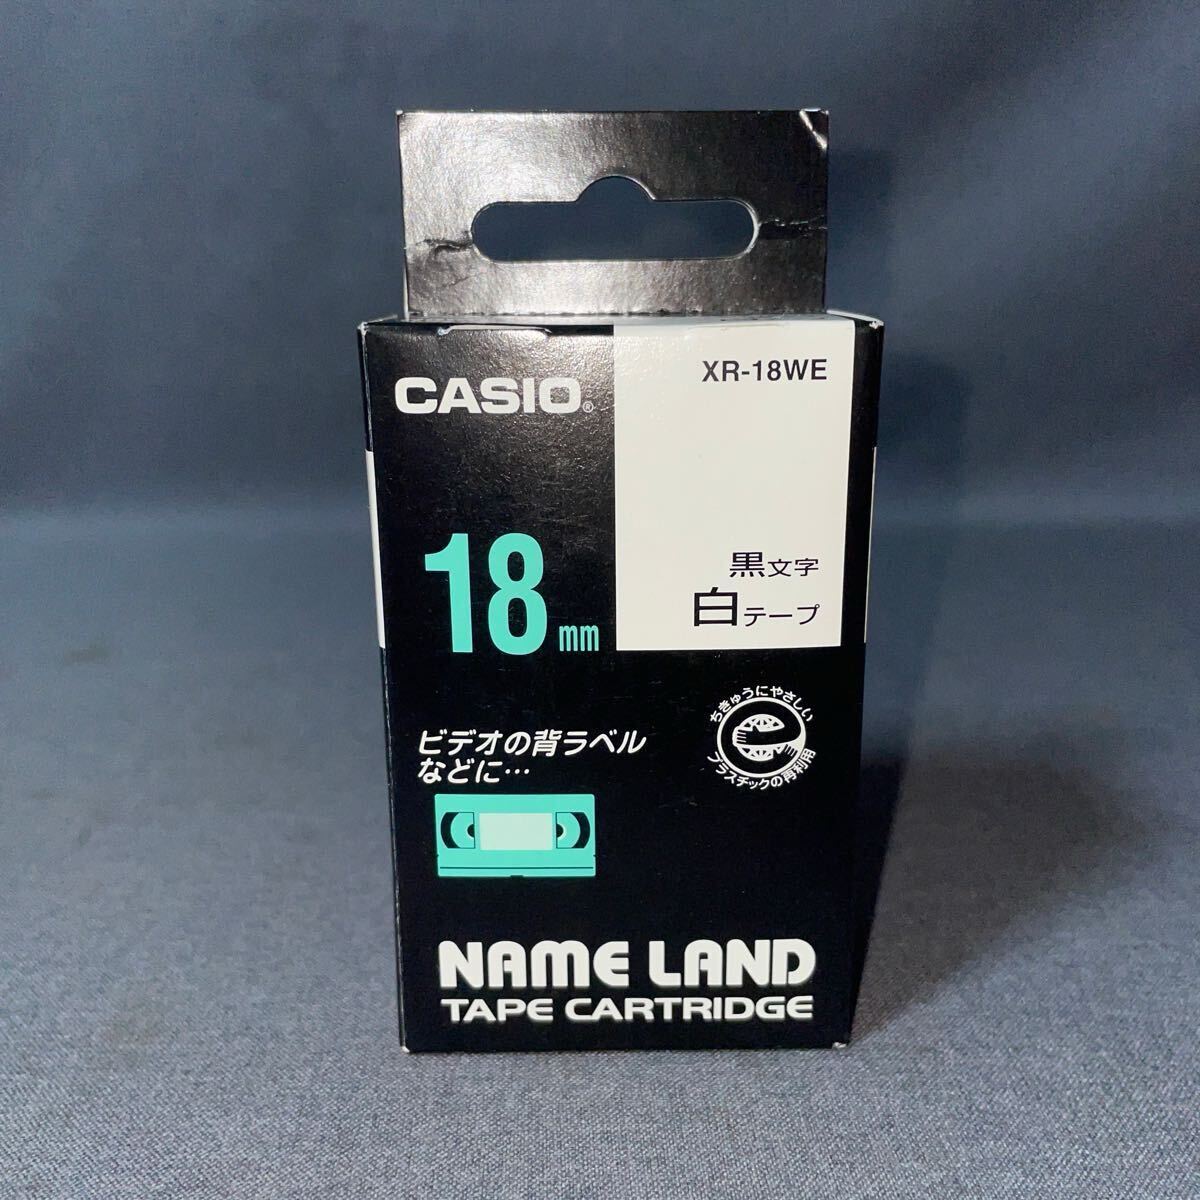 XR-18WE
CASIO®
18mm
黒文字
白テープ
ちきゅうにやさしい
プラスチックの再利用
ビデオの背ラベル
などに…
NAME LAND
TAPE CARTRIDGE